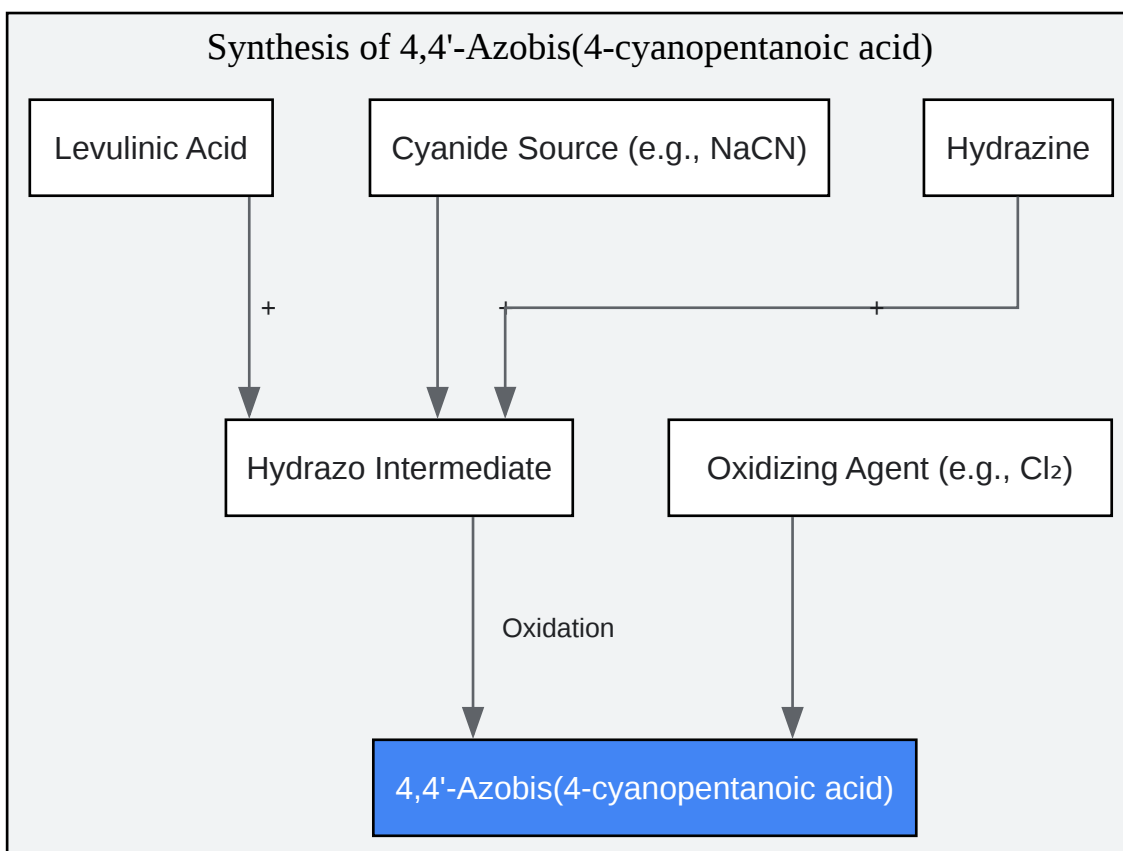 Synthesis of 4,4'-Azobis(4-cyanopentanoic acid)
Levulinic Acid
Cyanide Source (e.g., NaCN)
Hydrazine
+
+
+
Hydrazo Intermediate
Oxidizing Agent (e.g., Cl₂)
Oxidation
4,4'-Azobis(4-cyanopentanoic acid)